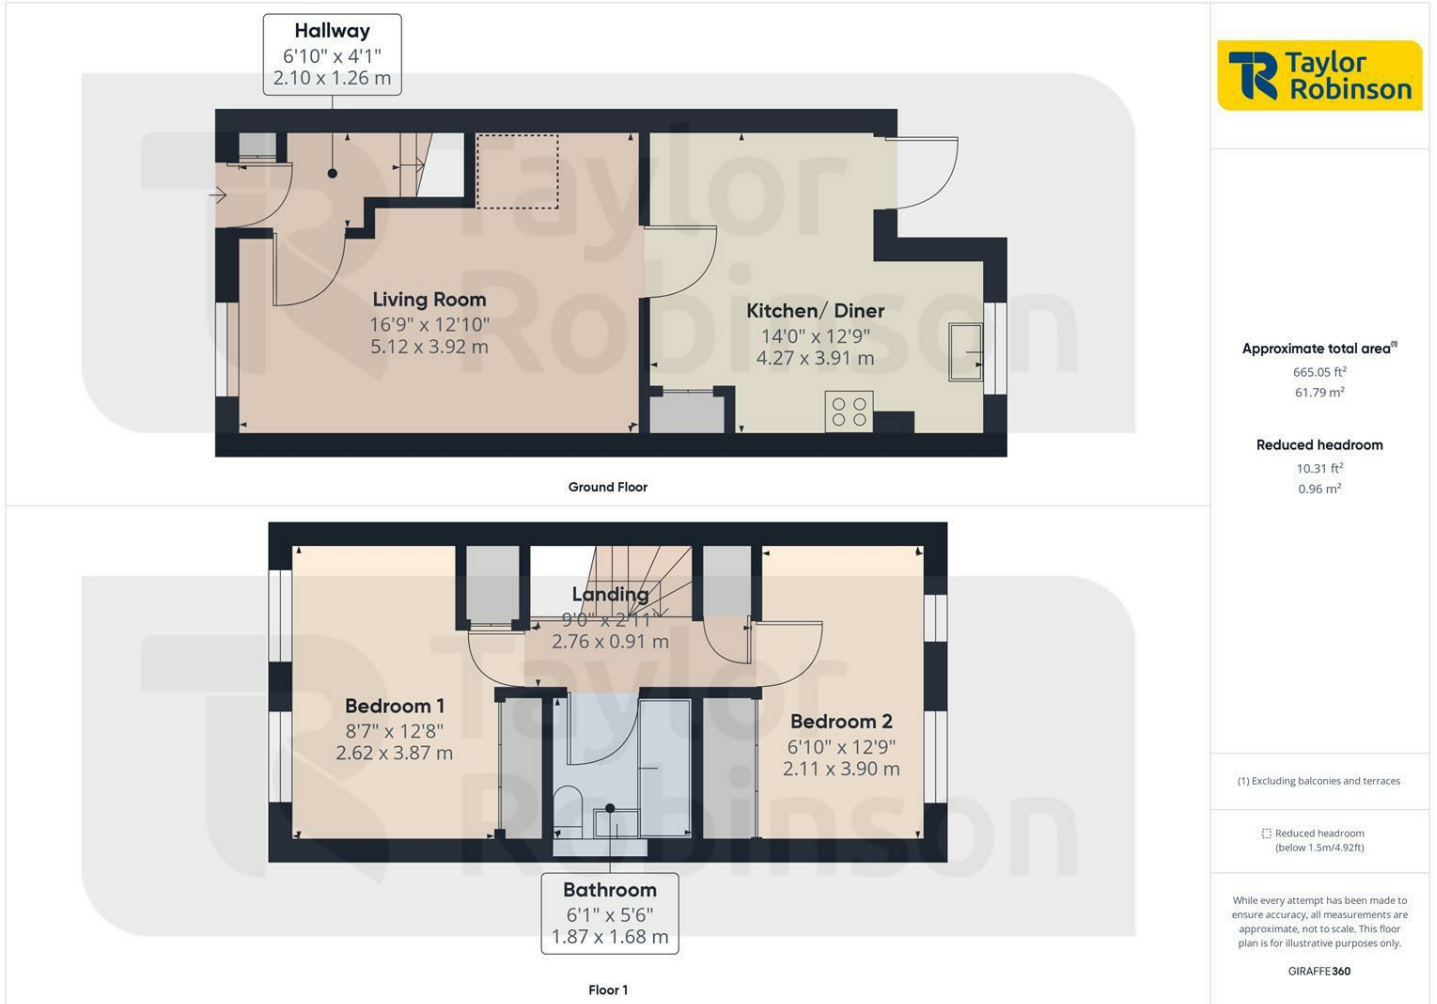 Hallway
6'10" x 4'1"
2.10 x 1.26 m
Living Room
16'9" x 12'10"
5.12 x 3.92 m
Kitchen/ Diner
14'0" x 12'9"
4.27 x 3.91 m
Ground Floor
Landing
9'0" x 2'11"
2.76 x 0.91 m
Bedroom 1
8'7" x 12'8"
2.62 x 3.87 m
Bedroom 2
6'10" x 12'9"
2.11 x 3.90 m
Bathroom
6'1" x 5'6"
1.87 x 1.68 m
Floor 1
Taylor
Robinson
Taylor
Robinson
TR Taylor
Robinson
Approximate total area⁽¹⁾
665.05 ft²
61.79 m²
Reduced headroom
10.31 ft²
0.96 m²
(1) Excluding balconies and terraces
Reduced headroom
(below 1.5m/4.92ft)
While every attempt has been made to
ensure accuracy, all measurements are
approximate, not to scale. This floor
plan is for illustrative purposes only.
GIRAFFE360